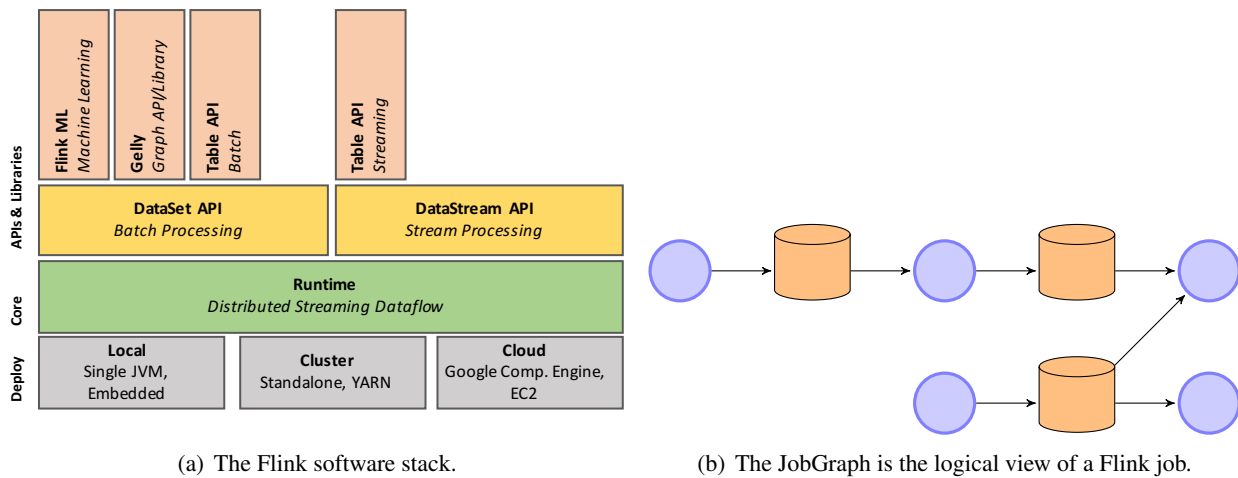 Flink ML
Machine Learning
Gelly
Graph API/Library
Table API
Batch
Table API
Streaming
APIs & Libraries
DataSet API
Batch Processing
DataStream API
Stream Processing
Core
Runtime
Distributed Streaming Dataflow
Deploy
Local
Single JVM,
Embedded
Cluster
Standalone, YARN
Cloud
Google Comp. Engine,
EC2
(a) The Flink software stack.
(b) The JobGraph is the logical view of a Flink job.